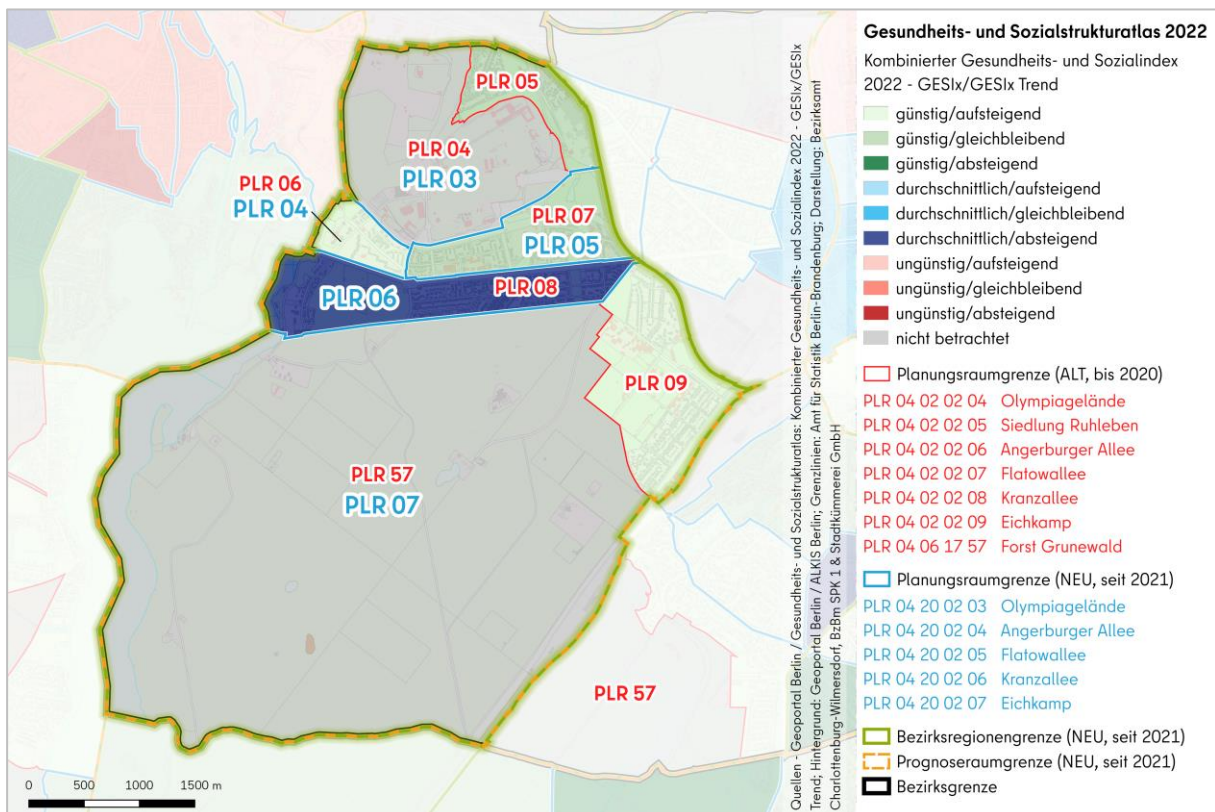 PLR 05
PLR 04
PLR 03
PLR 06
PLR 04
PLR 07
PLR 05
PLR 06
PLR 08
PLR 09
PLR 57
PLR 07
PLR 57
0 500 1000 1500 m
Quellen - Geoportal Berlin / Gesundheits- und Sozialstrukturatlas: Kombinierter Gesundheits- und Sozialindex 2022 - GESIx/GESIx
Trend; Hintergrund: Geoportal Berlin / ALKIS Berlin; Grenzlinien: Amt für Statistik Berlin-Brandenburg; Darstellung: Bezirksamt
Charlottenburg-Wilmersdorf, BzBm SPK 1 & Stadtkümmerei GmbH
Gesundheits- und Sozialstrukturatlas 2022
Kombinierter Gesundheits- und Sozialindex
2022 - GESIx/GESIx Trend
günstig/aufsteigend
günstig/gleichbleibend
günstig/absteigend
durchschnittlich/aufsteigend
durchschnittlich/gleichbleibend
durchschnittlich/absteigend
ungünstig/aufsteigend
ungünstig/gleichbleibend
ungünstig/absteigend
nicht betrachtet
Planungsraumgrenze (ALT, bis 2020)
PLR 04 02 02 04 Olympiagelände
PLR 04 02 02 05 Siedlung Ruhleben
PLR 04 02 02 06 Angerburger Allee
PLR 04 02 02 07 Flatowallee
PLR 04 02 02 08 Kranzallee
PLR 04 02 02 09 Eichkamp
PLR 04 06 17 57 Forst Grunewald
Planungsraumgrenze (NEU, seit 2021)
PLR 04 20 02 03 Olympiagelände
PLR 04 20 02 04 Angerburger Allee
PLR 04 20 02 05 Flatowallee
PLR 04 20 02 06 Kranzallee
PLR 04 20 02 07 Eichkamp
Bezirksregionengrenze (NEU, seit 2021)
Prognoseraumgrenze (NEU, seit 2021)
Bezirksgrenze